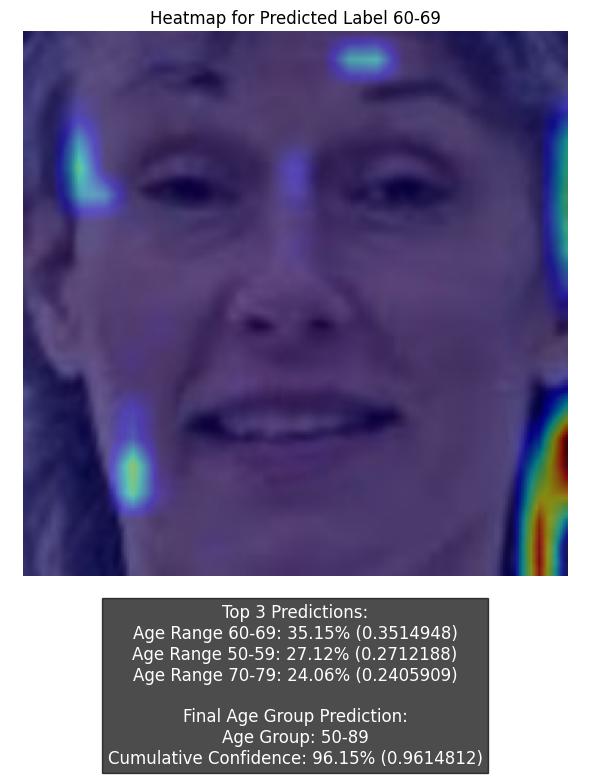 Heatmap for Predicted Label 60-69
Top 3 Predictions:
Age Range 60-69: 35.15% (0.3514948)
Age Range 50-59: 27.12% (0.2712188)
Age Range 70-79: 24.06% (0.2405909)
Final Age Group Prediction:
Age Group: 50-89
Cumulative Confidence: 96.15% (0.9614812)